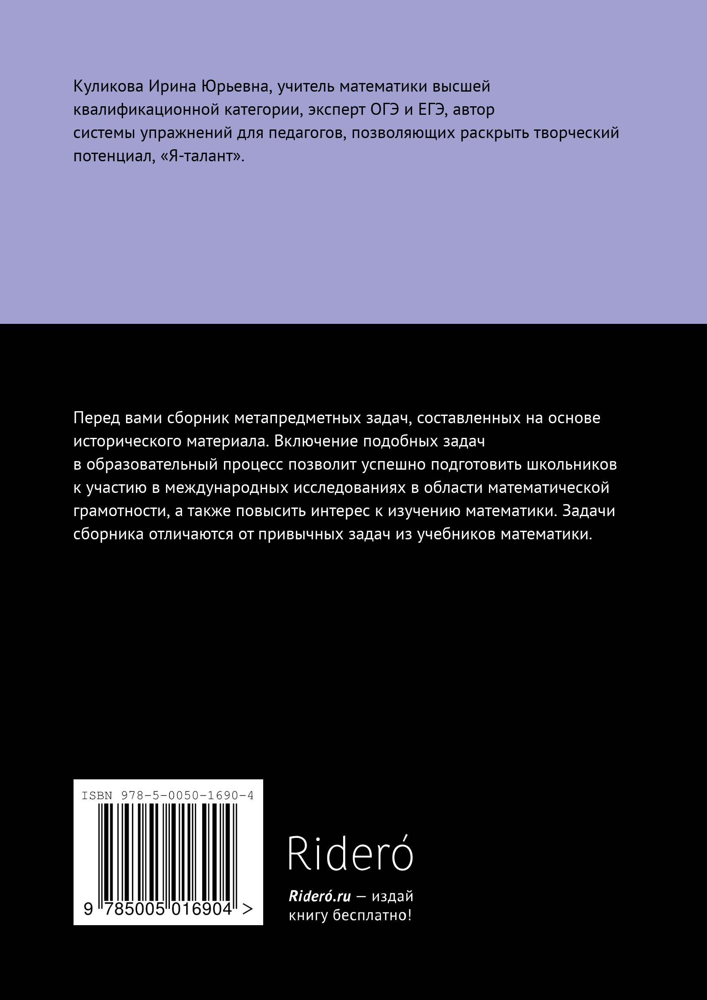 Куликова Ирина Юрьевна, учитель математики высшей
квалификационной категории, эксперт ОГЭ и ЕГЭ, автор
системы упражнений для педагогов, позволяющих раскрыть творческий
потенциал, «Я-талант».
Перед вами сборник метапредметных задач, составленных на основе
исторического материала. Включение подобных задач
в образовательный процесс позволит успешно подготовить школьников
к участию в международных исследованиях в области математической
грамотности, а также повысить интерес к изучению математики. Задачи
сборника отличаются от привычных задач из учебников математики.
ISBN 978-5-0050-1690-4
9 785005 016904 >
Rideró
Rideró.ru — издай
книгу бесплатно!